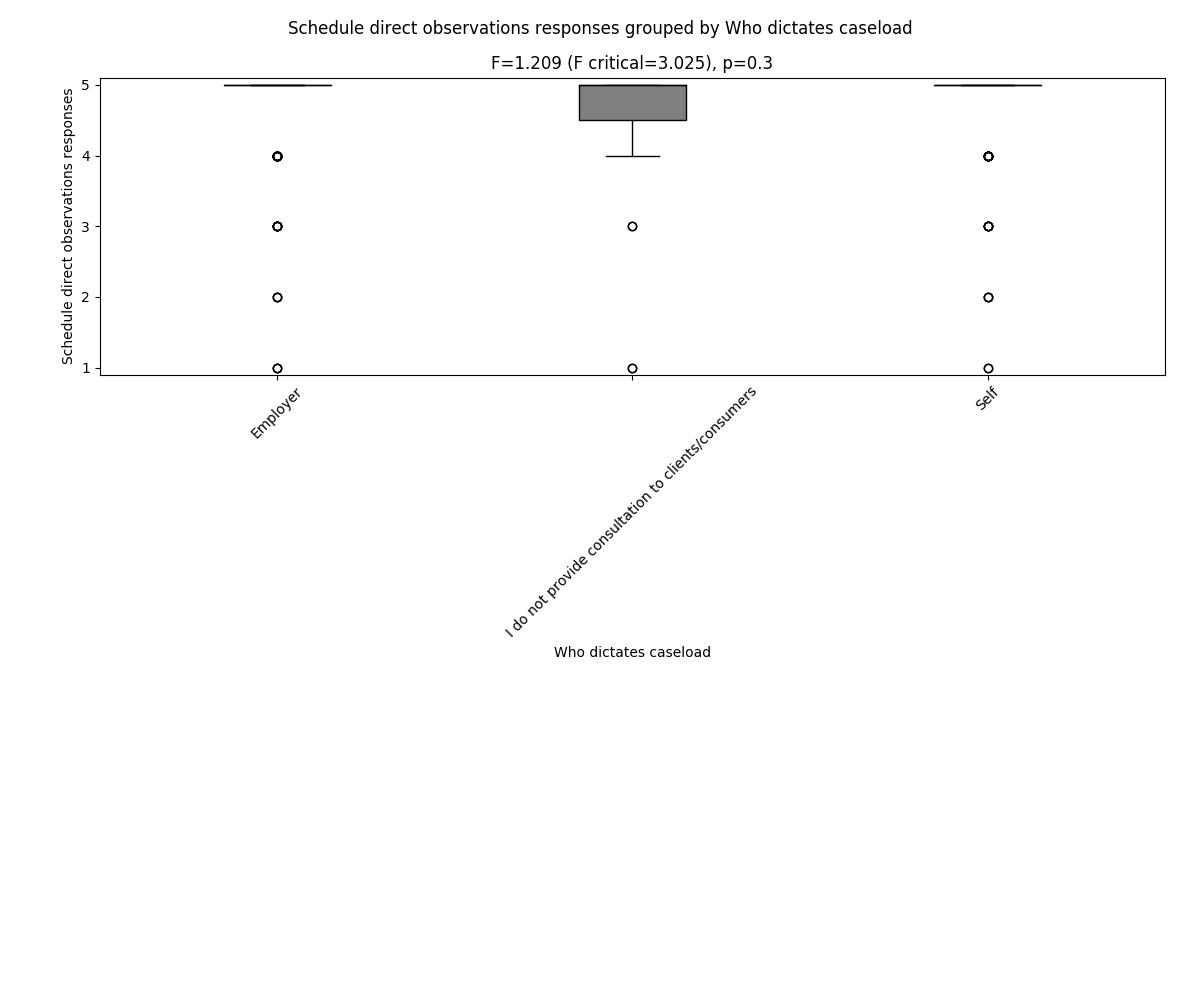 Schedule direct observations responses grouped by Who dictates caseload
F=1.209 (F critical=3.025), p=0.3
Schedule direct observations responses
5
4
3
2
1
Employer
I do not provide consultation to clients/consumers
Self
Who dictates caseload